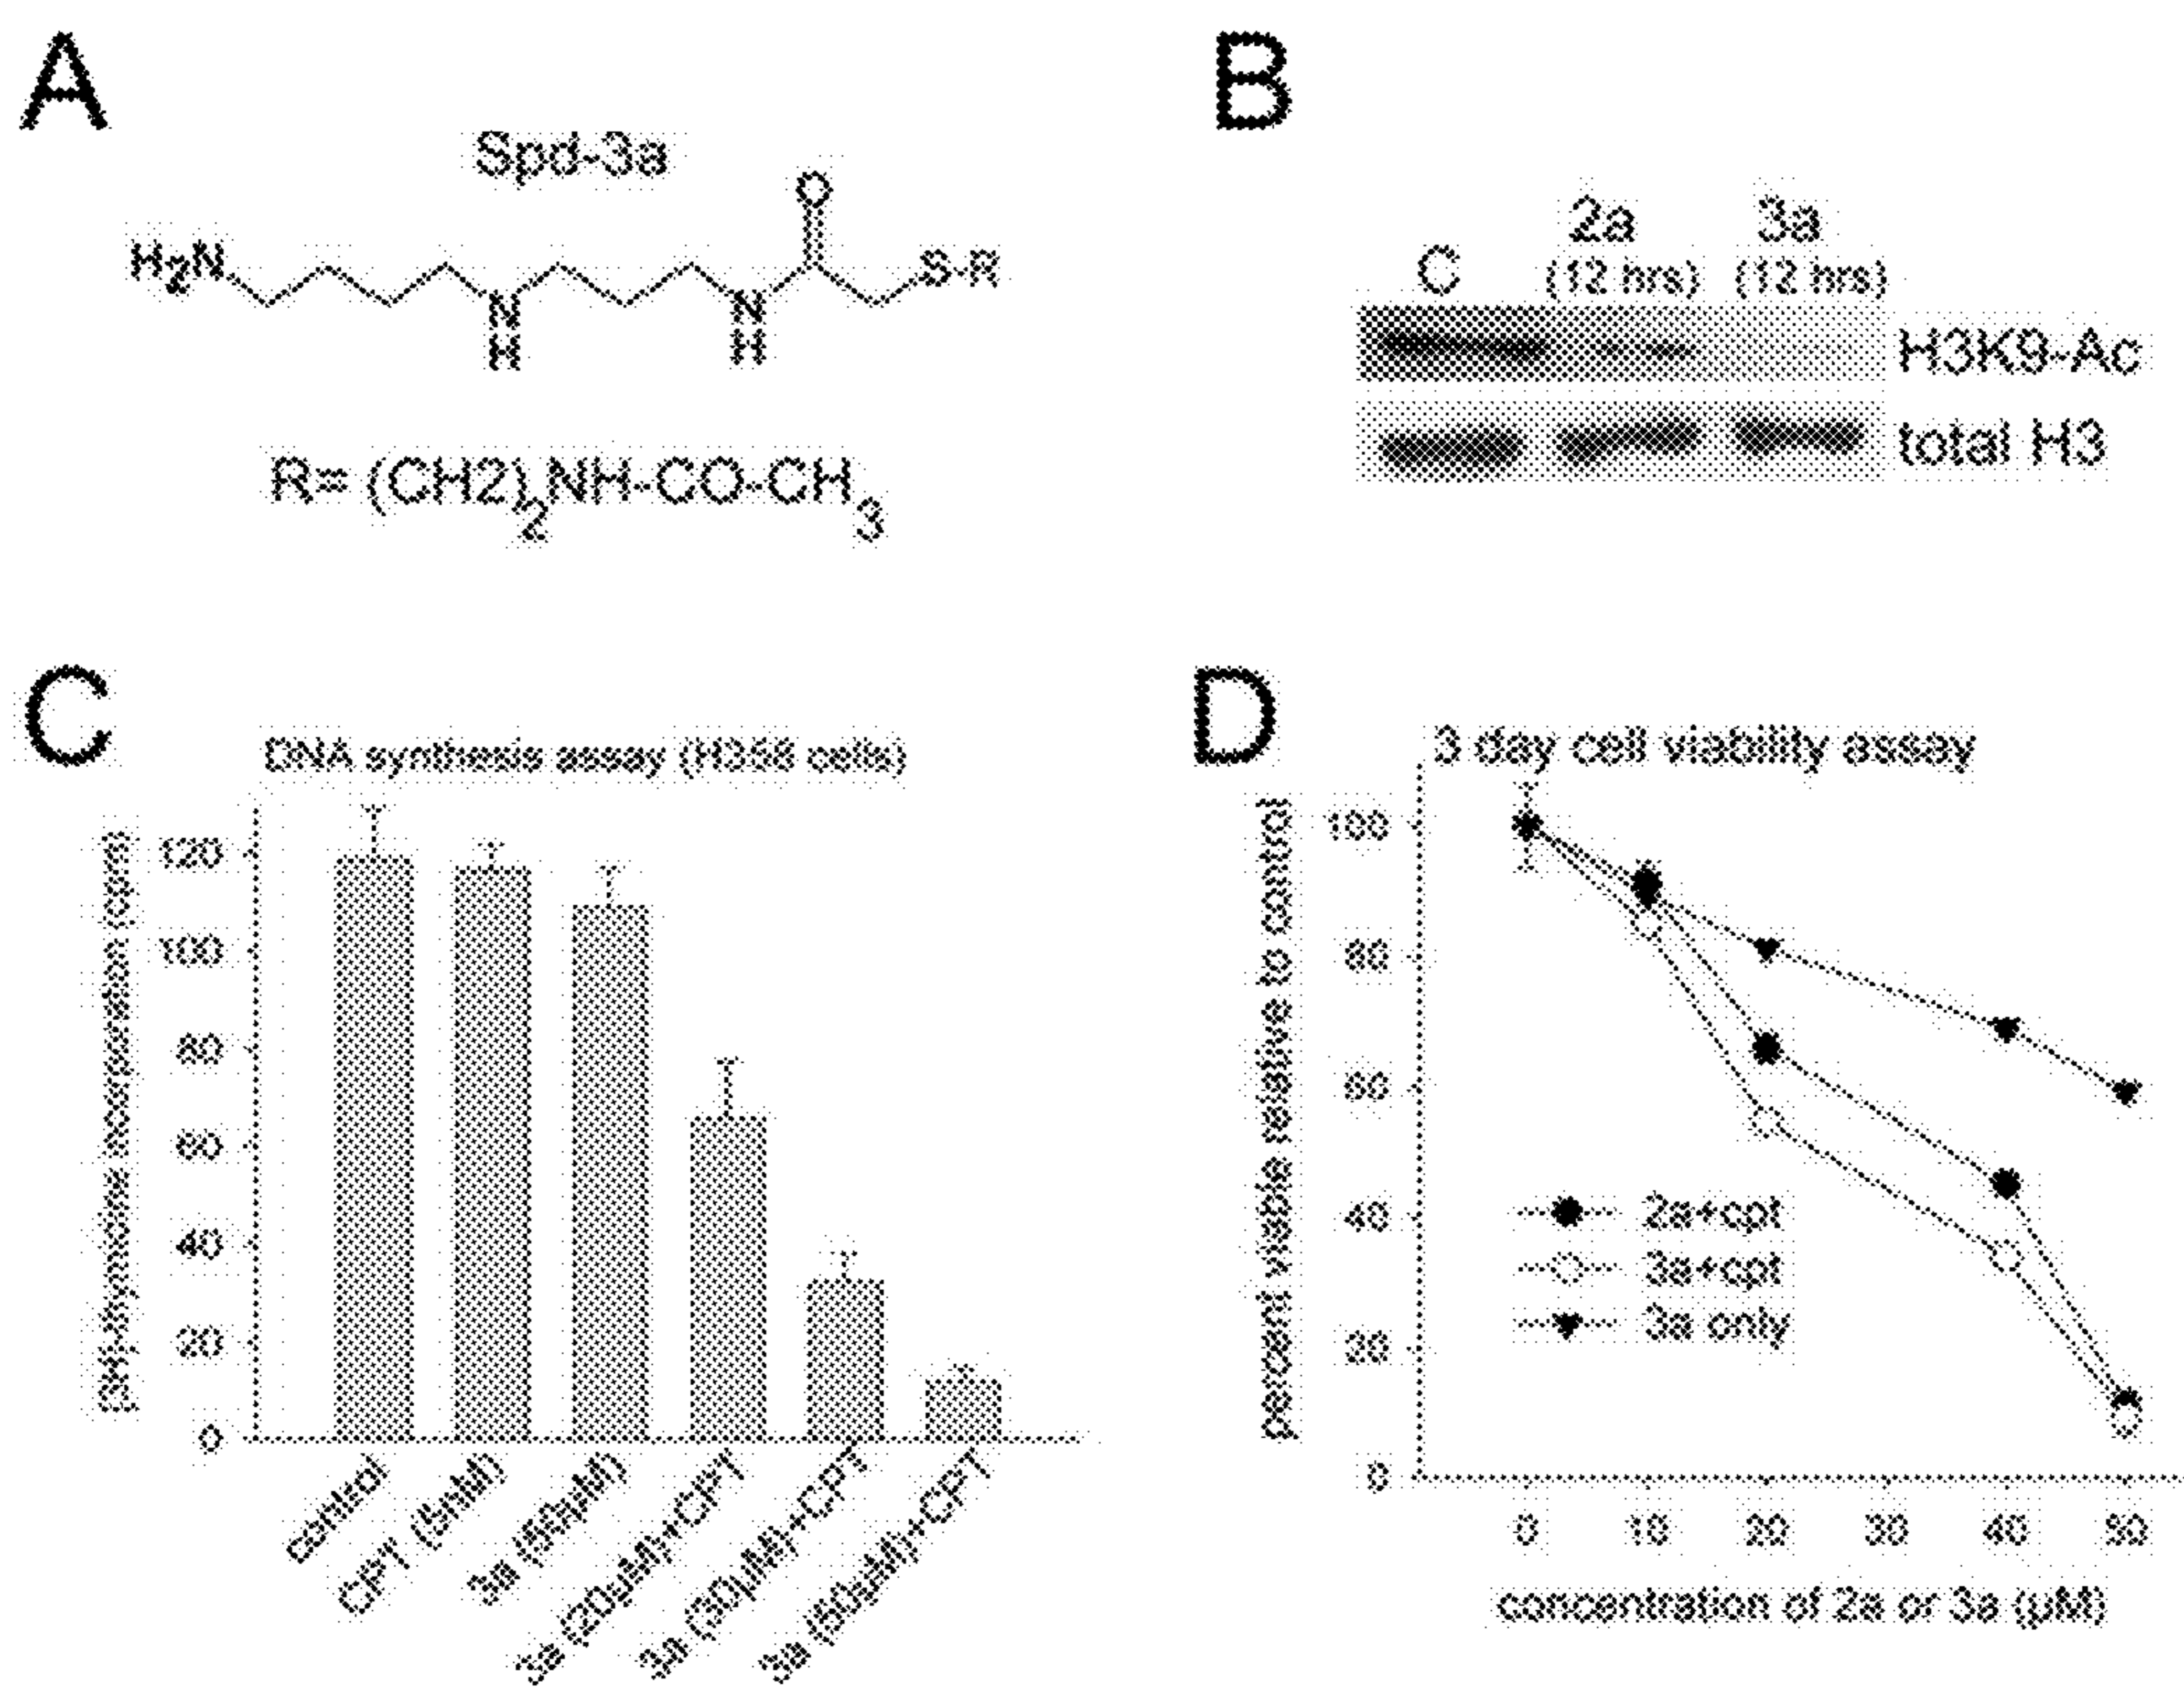 A
Spd-3a
O
H2N
S-R
N
H
N
H
R= (CH2)2NH-CO-CH3
B
C
2a
(12 hrs)
3a
(12 hrs)
H3K9-Ac
total H3
C
DNA synthesis assay (H358 cells)
[3H]-thymidine incorporation (cpm)
120
100
80
60
40
20
0
control
CPT (5nM)
3a (50µM)
3a (20µM)+CPT
3a (30µM)+CPT
3a (50µM)+CPT
D
3 day cell viability assay
Percent viable relative to control
100
80
60
40
20
0
2a+cpt
3a+cpt
3a only
0
10
20
30
40
50
concentration of 2a or 3a (µM)